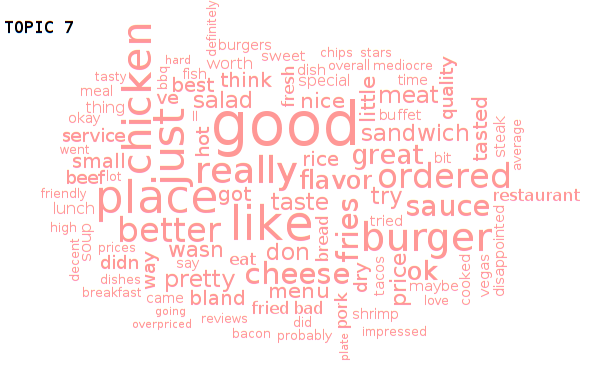 TOPIC 7
definitely
burgers
chips
stars
hard
sweet
overall
mediocre
worth
dish
tasty
bbq
fish
think
fresh
special
time
meal
best
little
meat
quality
thing
ve
salad
nice
chicken
okay
ll
good
buffet
tasted
steak
service
just
hot
sandwich
average
went
small
really
rice
great
bit
beef
lot
flavor
ordered
friendly
place
got
taste
try
sauce
restaurant
lunch
like
fries
tried
high
soup
better
bread
burger
disappointed
decent
prices
wash
don
didn
way
say
eat
cheese
dry
tacos
price
ok
cooked
vegas
dishes
pretty
menu
maybe
breakfast
came
bland
fried
bad
pork
love
going
reviews
did
shrimp
overpriced
bacon
probably
plate
impressed